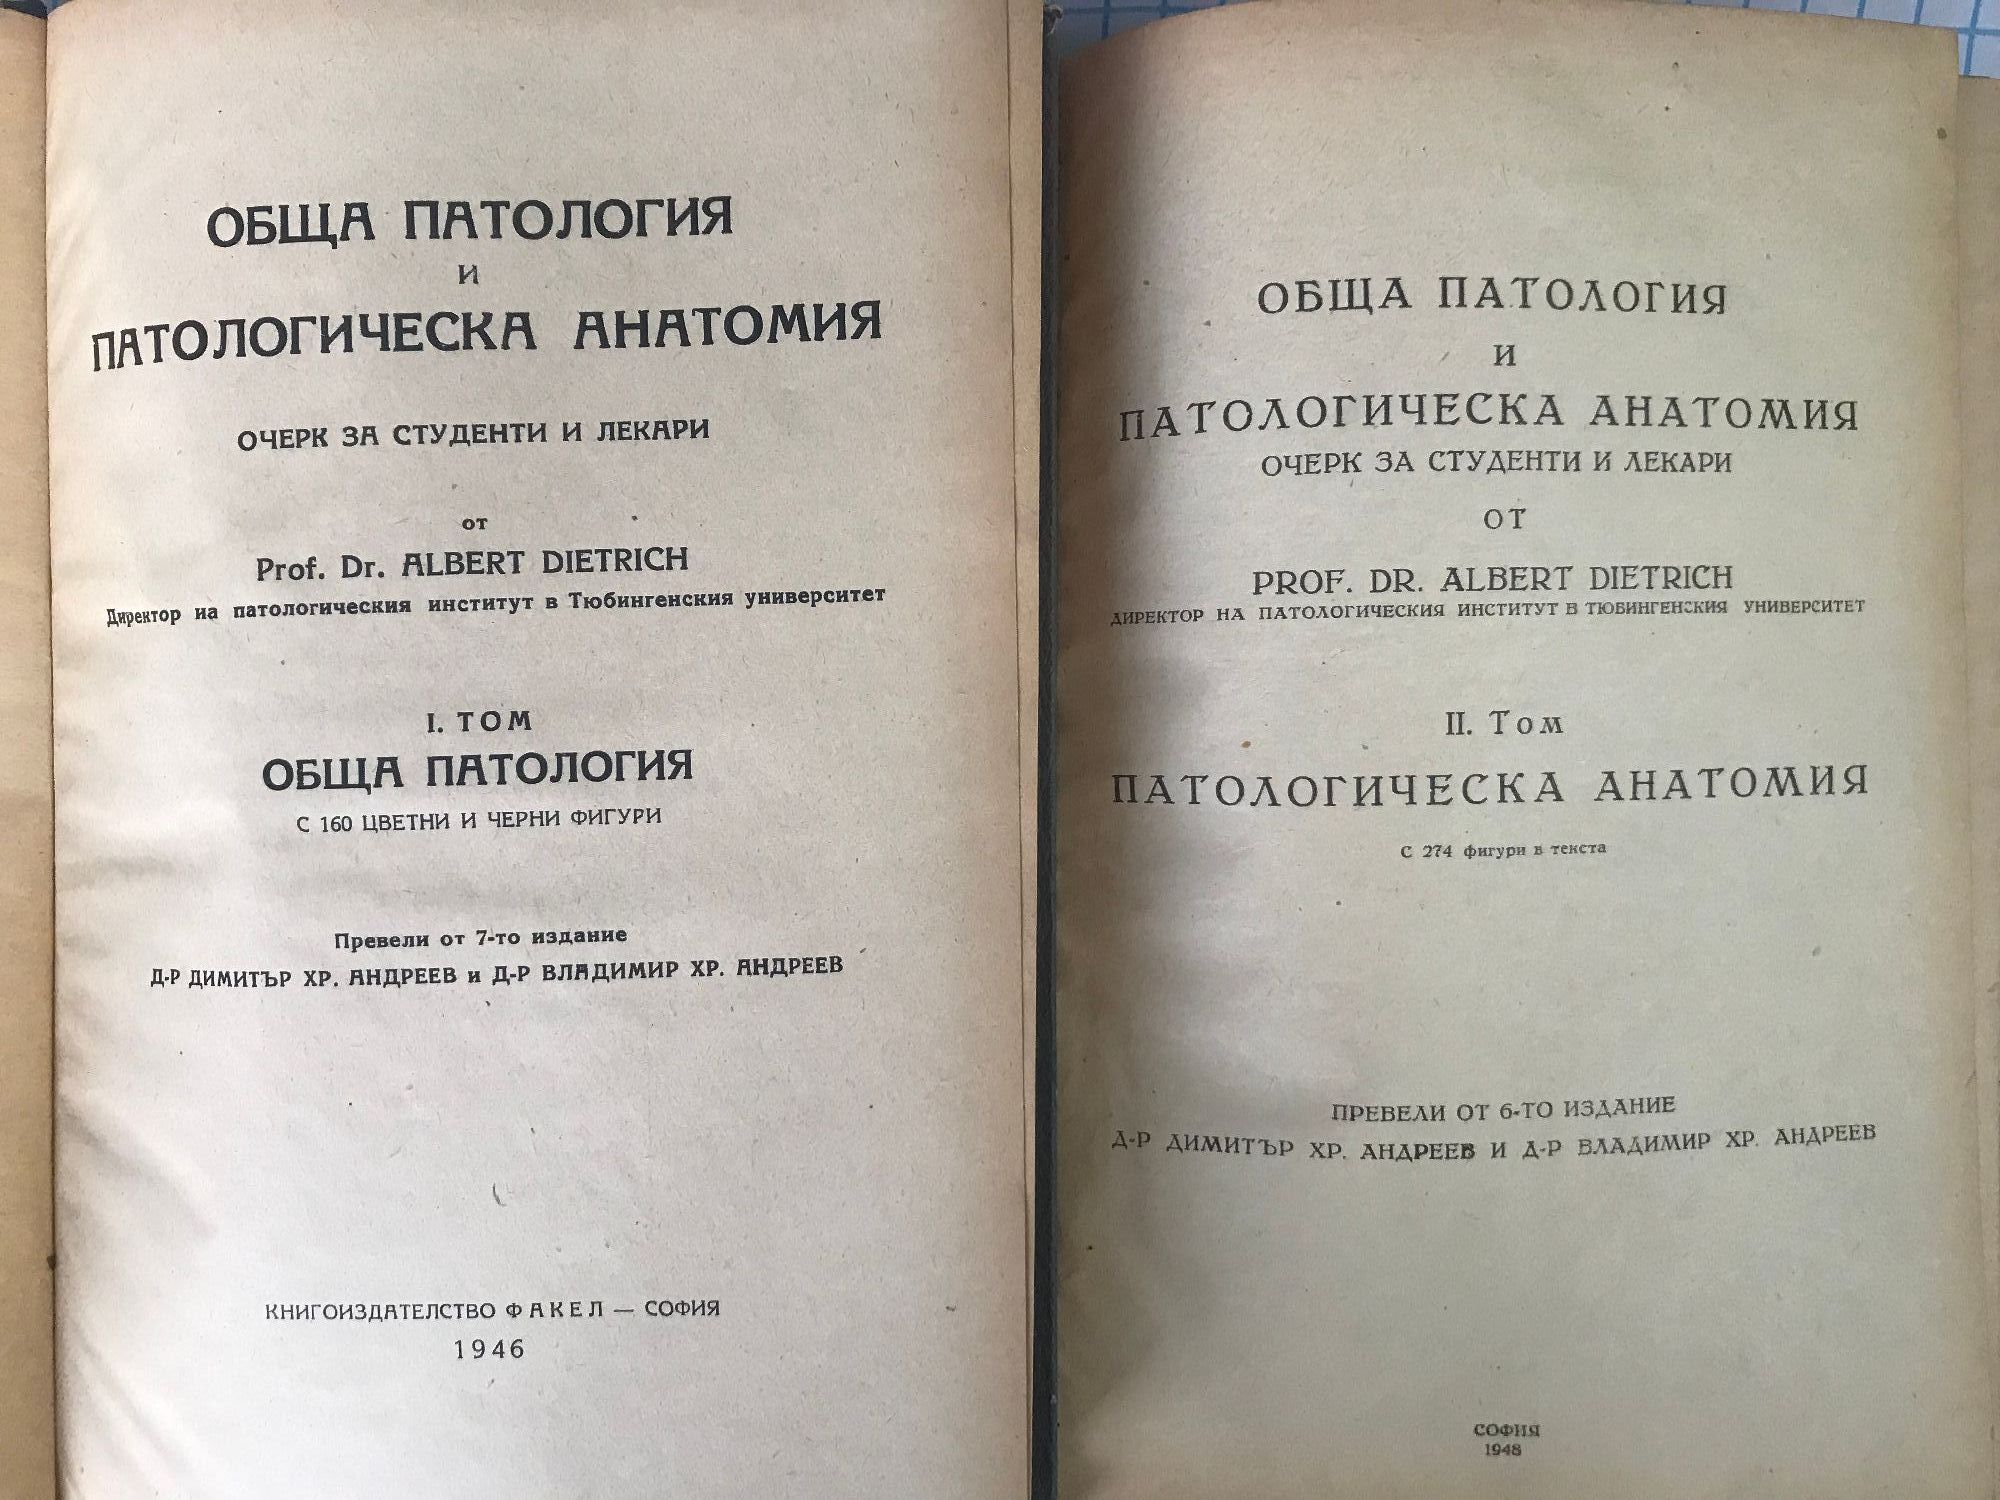 ОБЩА ПАТОЛОГИЯ
И
ПАТОЛОГИЧЕСКА АНАТОМИЯ
ОЧЕРК ЗА СТУДЕНТИ И ЛЕКАРИ
от
Prof. Dr. ALBERT DIETRICH
Директор иа патологическия институт в Тюбингенския университет
I. ТОМ
ОБЩА ПАТОЛОГИЯ
С 160 ЦВЕТНИ И ЧЕРНИ ФИГУРИ
Превели от 7-то издание
Д-Р ДИМИТЪР ХР. АНДРЕЕВ и Д-Р ВЛАДИМИР ХР. АНДРЕЕВ
КНИГОИЗДАТЕЛСТВО ФАКЕЛ — СОФИЯ
1946
ОБЩА ПАТОЛОГИЯ
И
ПАТОЛОГИЧЕСКА АНАТОМИЯ
ОЧЕРК ЗА СТУДЕНТИ И ЛЕКАРИ
ОТ
PROF. DR. ALBERT DIETRICH
ДИРЕКТОР НА ПАТОЛОГИЧЕСКИЯ ИНСТИТУТ В ТЮБИНГЕНСКИЯ УНИВЕРСИТЕТ
II. Том
ПАТОЛОГИЧЕСКА АНАТОМИЯ
С 274 фигури в текста
ПРЕВЕЛИ ОТ 6-ТО ИЗДАНИЕ
Д-Р ДИМИТЪР ХР. АНДРЕЕВ И Д-Р ВЛАДИМИР ХР. АНДРЕЕВ
СОФИЯ
1948